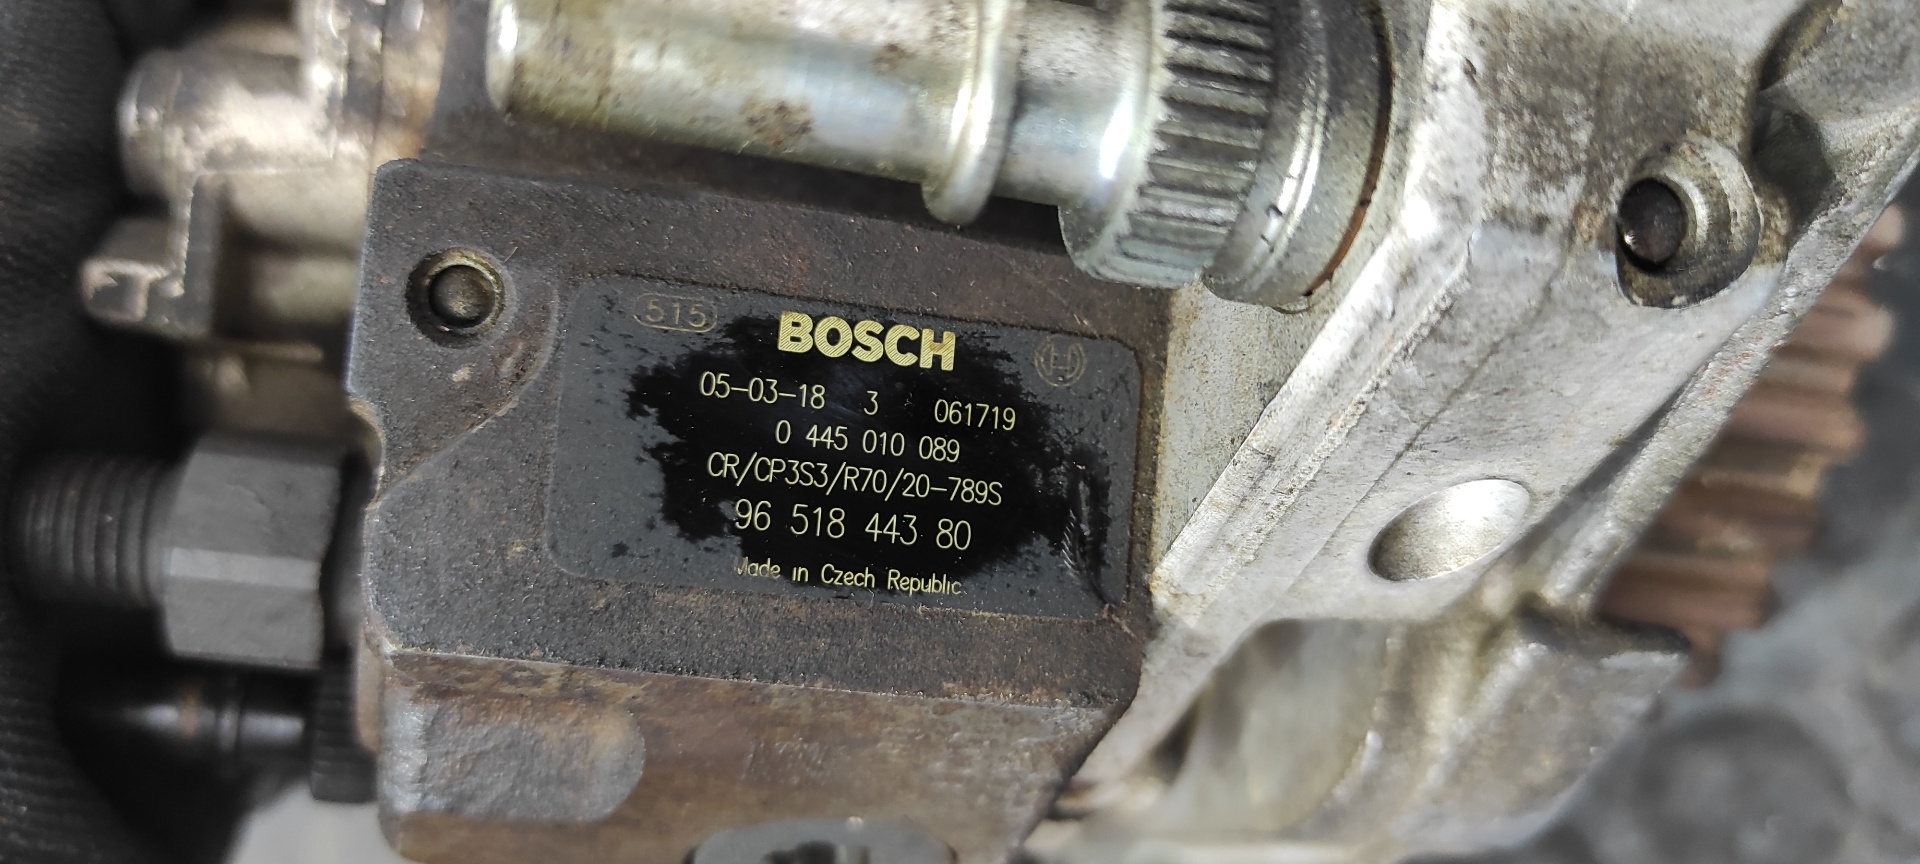 515
BOSCH
05-03-18 3 061719
0 445 010 089
CR/CP3S3/R70/20-789S
96 518 443 80
Made in Czech Republic